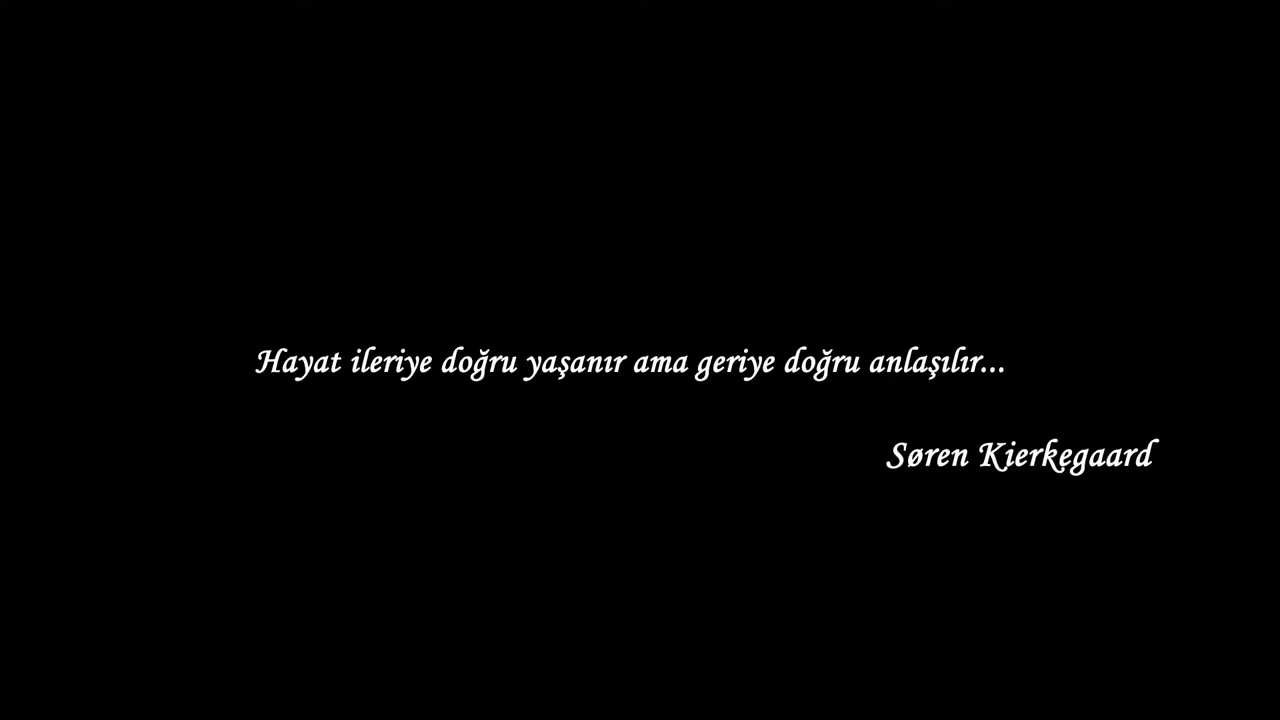 Hayat ileriye doğru yaşanır ama geriye doğru anlaşılır...
Søren Kierkegaard